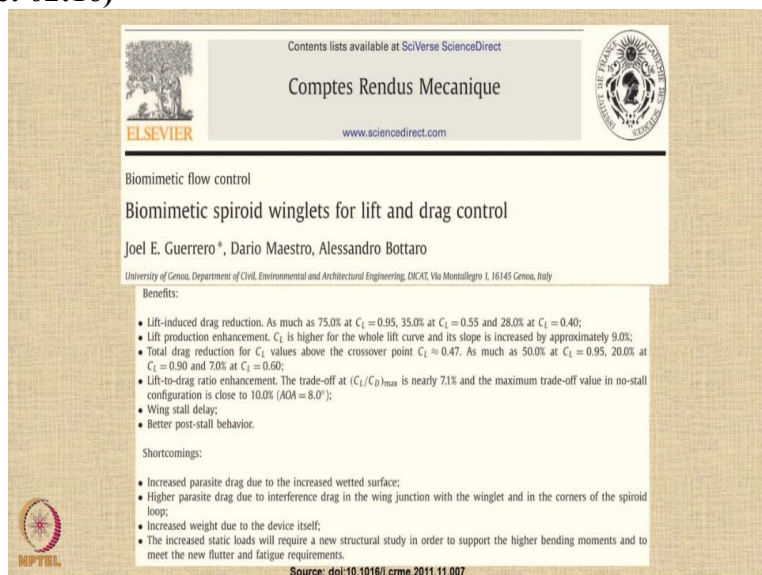 Contents lists available at SciVerse ScienceDirect
Comptes Rendus Mecanique
www.sciencedirect.com
ELSEVIER
Biomimetic flow control
Biomimetic spiroid winglets for lift and drag control
Joel E. Guerrero *, Dario Maestro, Alessandro Bottaro
University of Genoa, Department of Civil, Environmental and Architectural Engineering, DICAT, Via Montallegro 1, 16145 Genoa, Italy
Benefits:
• Lift-induced drag reduction. As much as 75.0% at C_L = 0.95, 35.0% at C_L = 0.55 and 28.0% at C_L = 0.40;
• Lift production enhancement. C_L is higher for the whole lift curve and its slope is increased by approximately 9.0%;
• Total drag reduction for C_L values above the crossover point C_L ≈ 0.47. As much as 50.0% at C_L = 0.95, 20.0% at
C_L = 0.90 and 7.0% at C_L = 0.60;
• Lift-to-drag ratio enhancement. The trade-off at (C_L/C_D)max is nearly 7.1% and the maximum trade-off value in no-stall
configuration is close to 10.0% (AOA = 8.0°);
• Wing stall delay;
• Better post-stall behavior.
Shortcomings:
• Increased parasite drag due to the increased wetted surface;
• Higher parasite drag due to interference drag in the wing junction with the winglet and in the corners of the spiroid
loop;
• Increased weight due to the device itself;
• The increased static loads will require a new structural study in order to support the higher bending moments and to
meet the new flutter and fatigue requirements.
NPTEL
Source: doi:10.1016/j.crme.2011.11.007